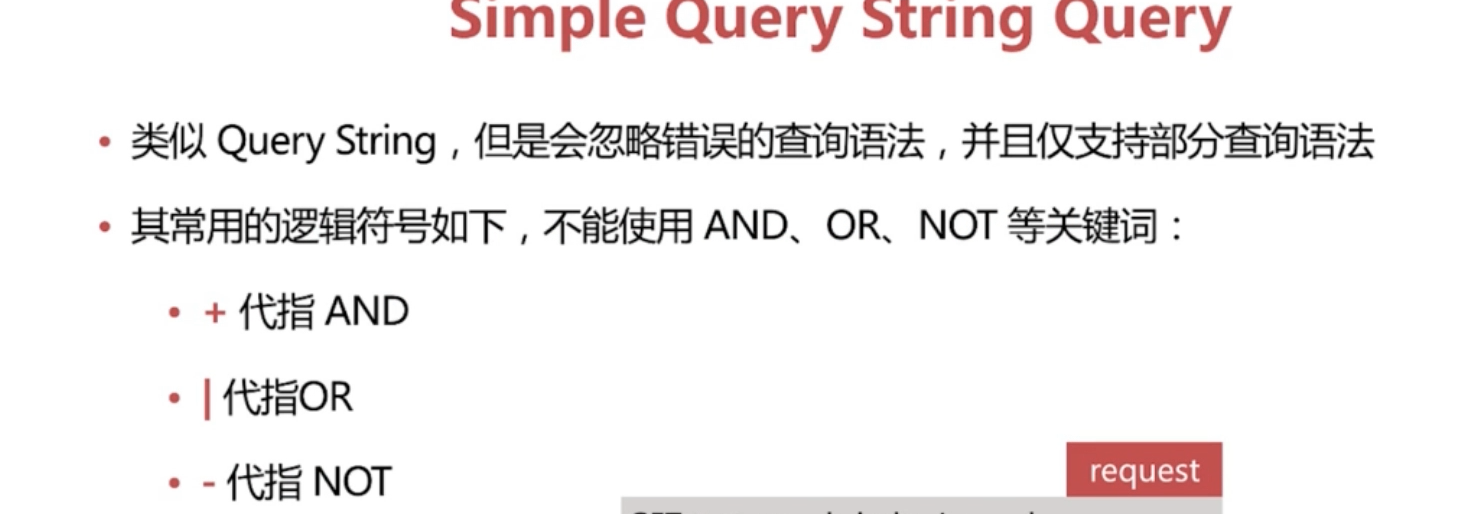 Simple Query String Query
• 类似 Query String，但是会忽略错误的查询语法，并且仅支持部分查询语法
• 其常用的逻辑符号如下，不能使用 AND、OR、NOT 等关键词：
• + 代指 AND
• | 代指OR
• - 代指 NOT
request